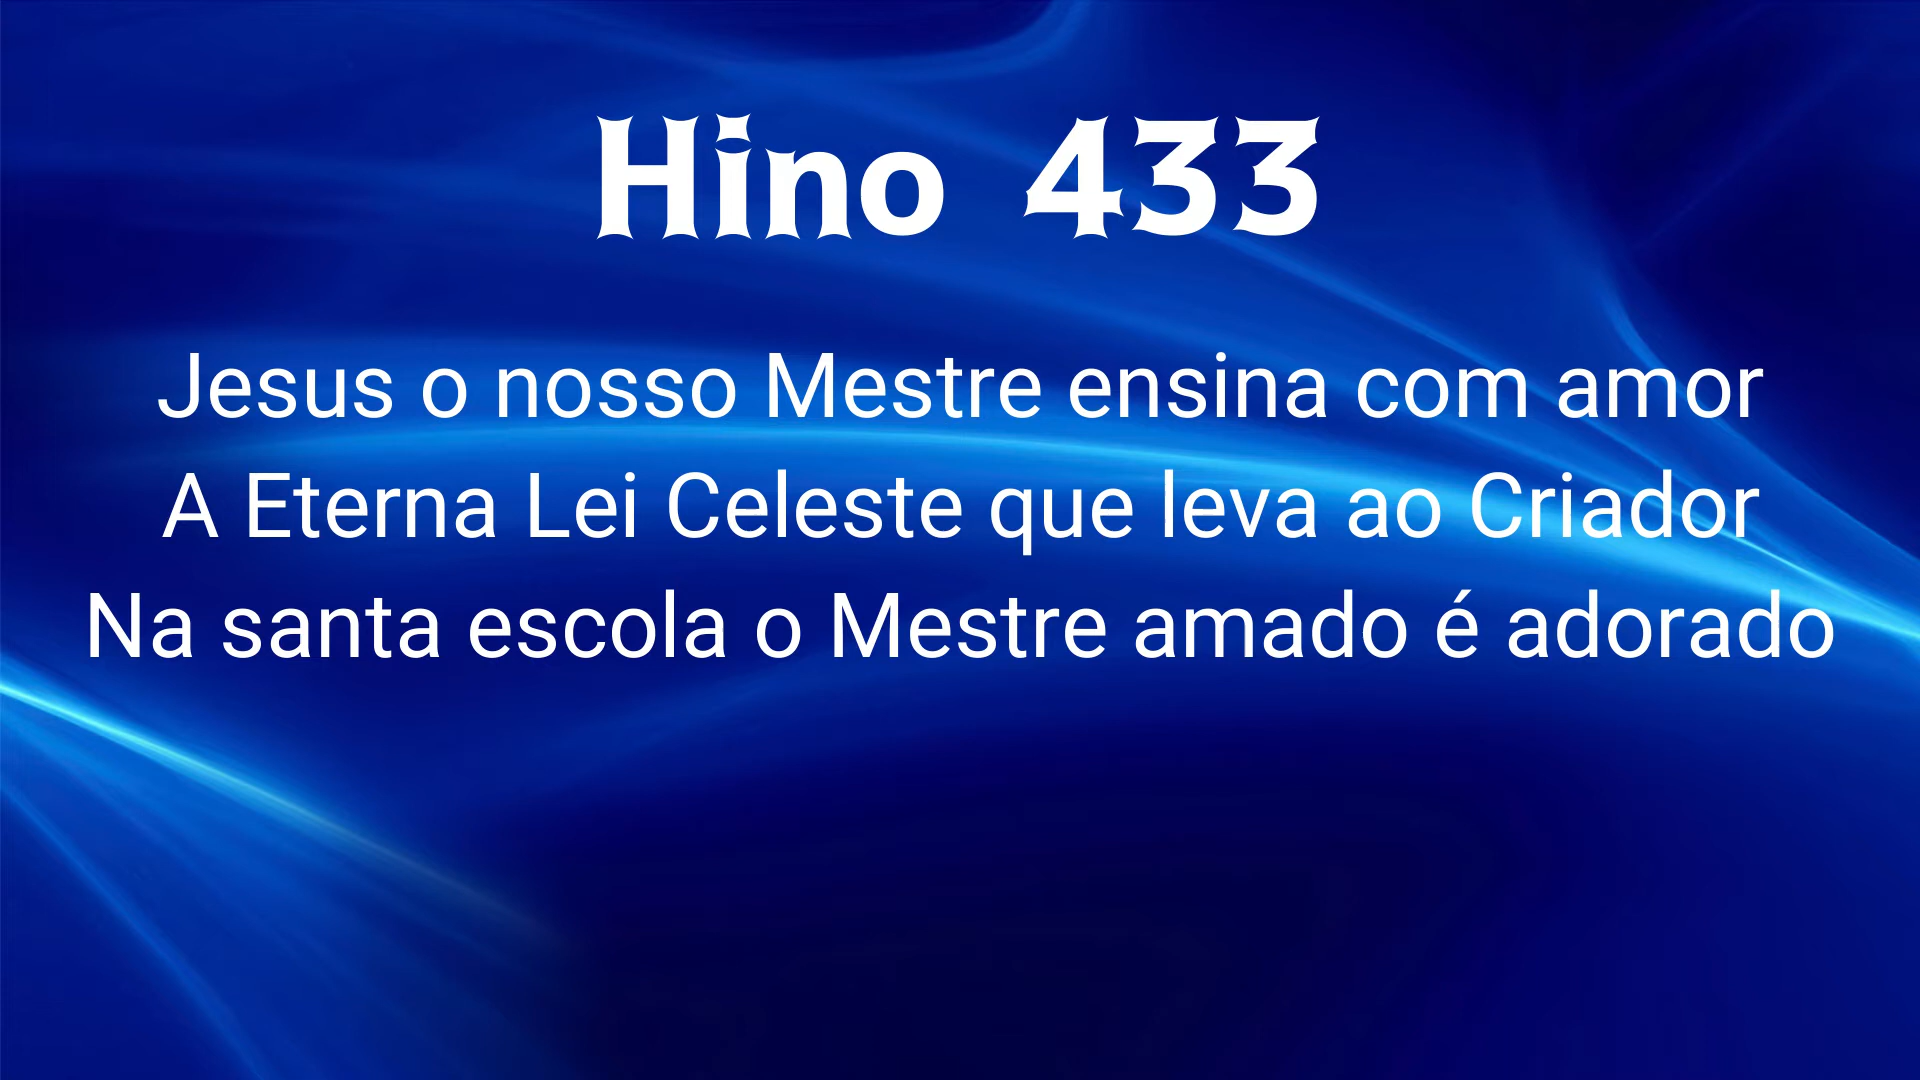 Hino 433
Jesus o nosso Mestre ensina com amor
A Eterna Lei Celeste que leva ao Criador
Na santa escola o Mestre amado é adorado